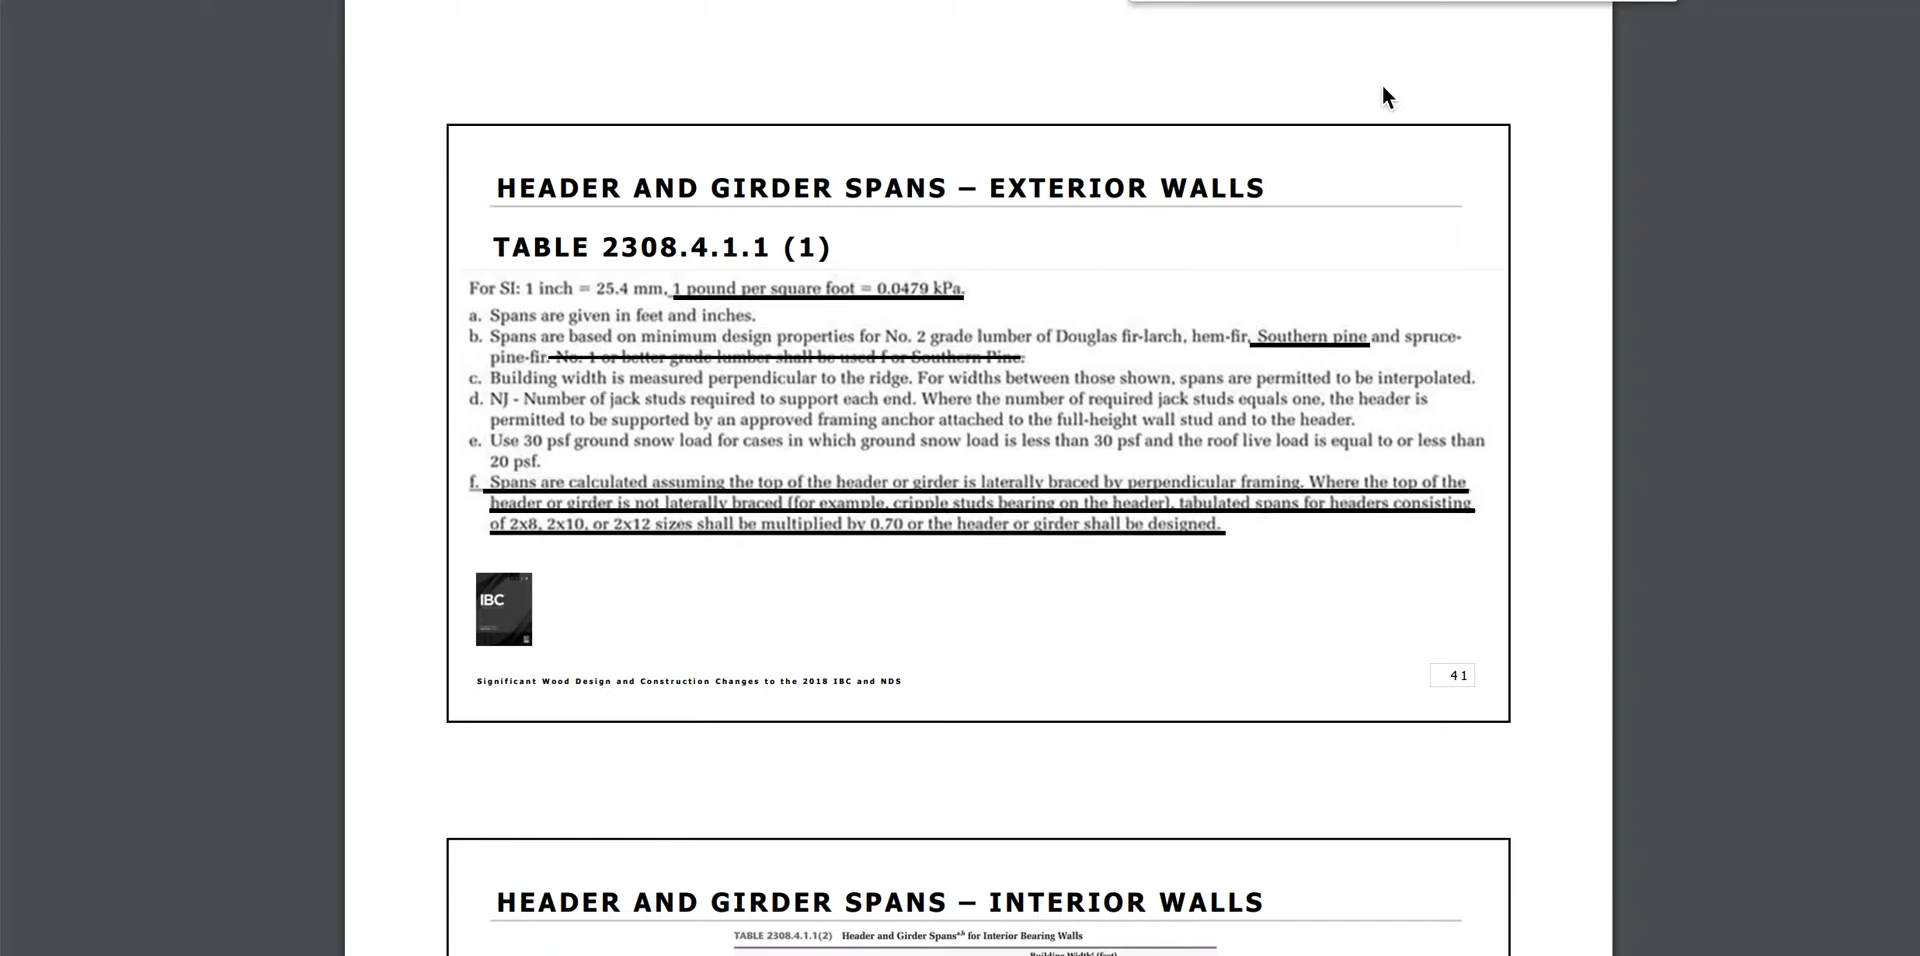 HEADER AND GIRDER SPANS – EXTERIOR WALLS
TABLE 2308.4.1.1 (1)
For SI: 1 inch = 25.4 mm, 1 pound per square foot = 0.0479 kPa.
a. Spans are given in feet and inches.
b. Spans are based on minimum design properties for No. 2 grade lumber of Douglas fir-larch, hem-fir, Southern pine and spruce-
pine-fir. No. 1 or better grade lumber shall be used for Southern Pine.
c. Building width is measured perpendicular to the ridge. For widths between those shown, spans are permitted to be interpolated.
d. NJ - Number of jack studs required to support each end. Where the number of required jack studs equals one, the header is
permitted to be supported by an approved framing anchor attached to the full-height wall stud and to the header.
e. Use 30 psf ground snow load for cases in which ground snow load is less than 30 psf and the roof live load is equal to or less than
20 psf.
f. Spans are calculated assuming the top of the header or girder is laterally braced by perpendicular framing. Where the top of the
header or girder is not laterally braced (for example, cripple studs bearing on the header), tabulated spans for headers consisting
of 2x8, 2x10, or 2x12 sizes shall be multiplied by 0.70 or the header or girder shall be designed.
IBC
Significant Wood Design and Construction Changes to the 2018 IBC and NDS
41
HEADER AND GIRDER SPANS – INTERIOR WALLS
TABLE 2308.4.1.1(2) Header and Girder Spansa,b for Interior Bearing Walls